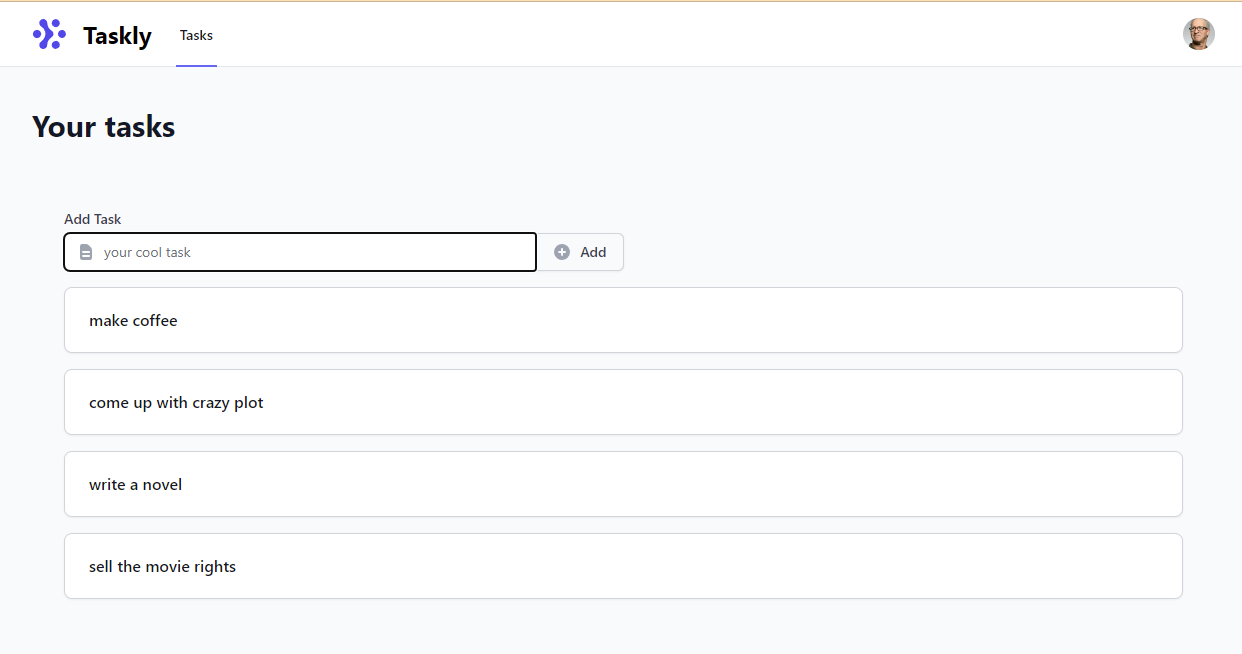 Taskly
Tasks
Your tasks
Add Task
your cool task
Add
make coffee
come up with crazy plot
write a novel
sell the movie rights